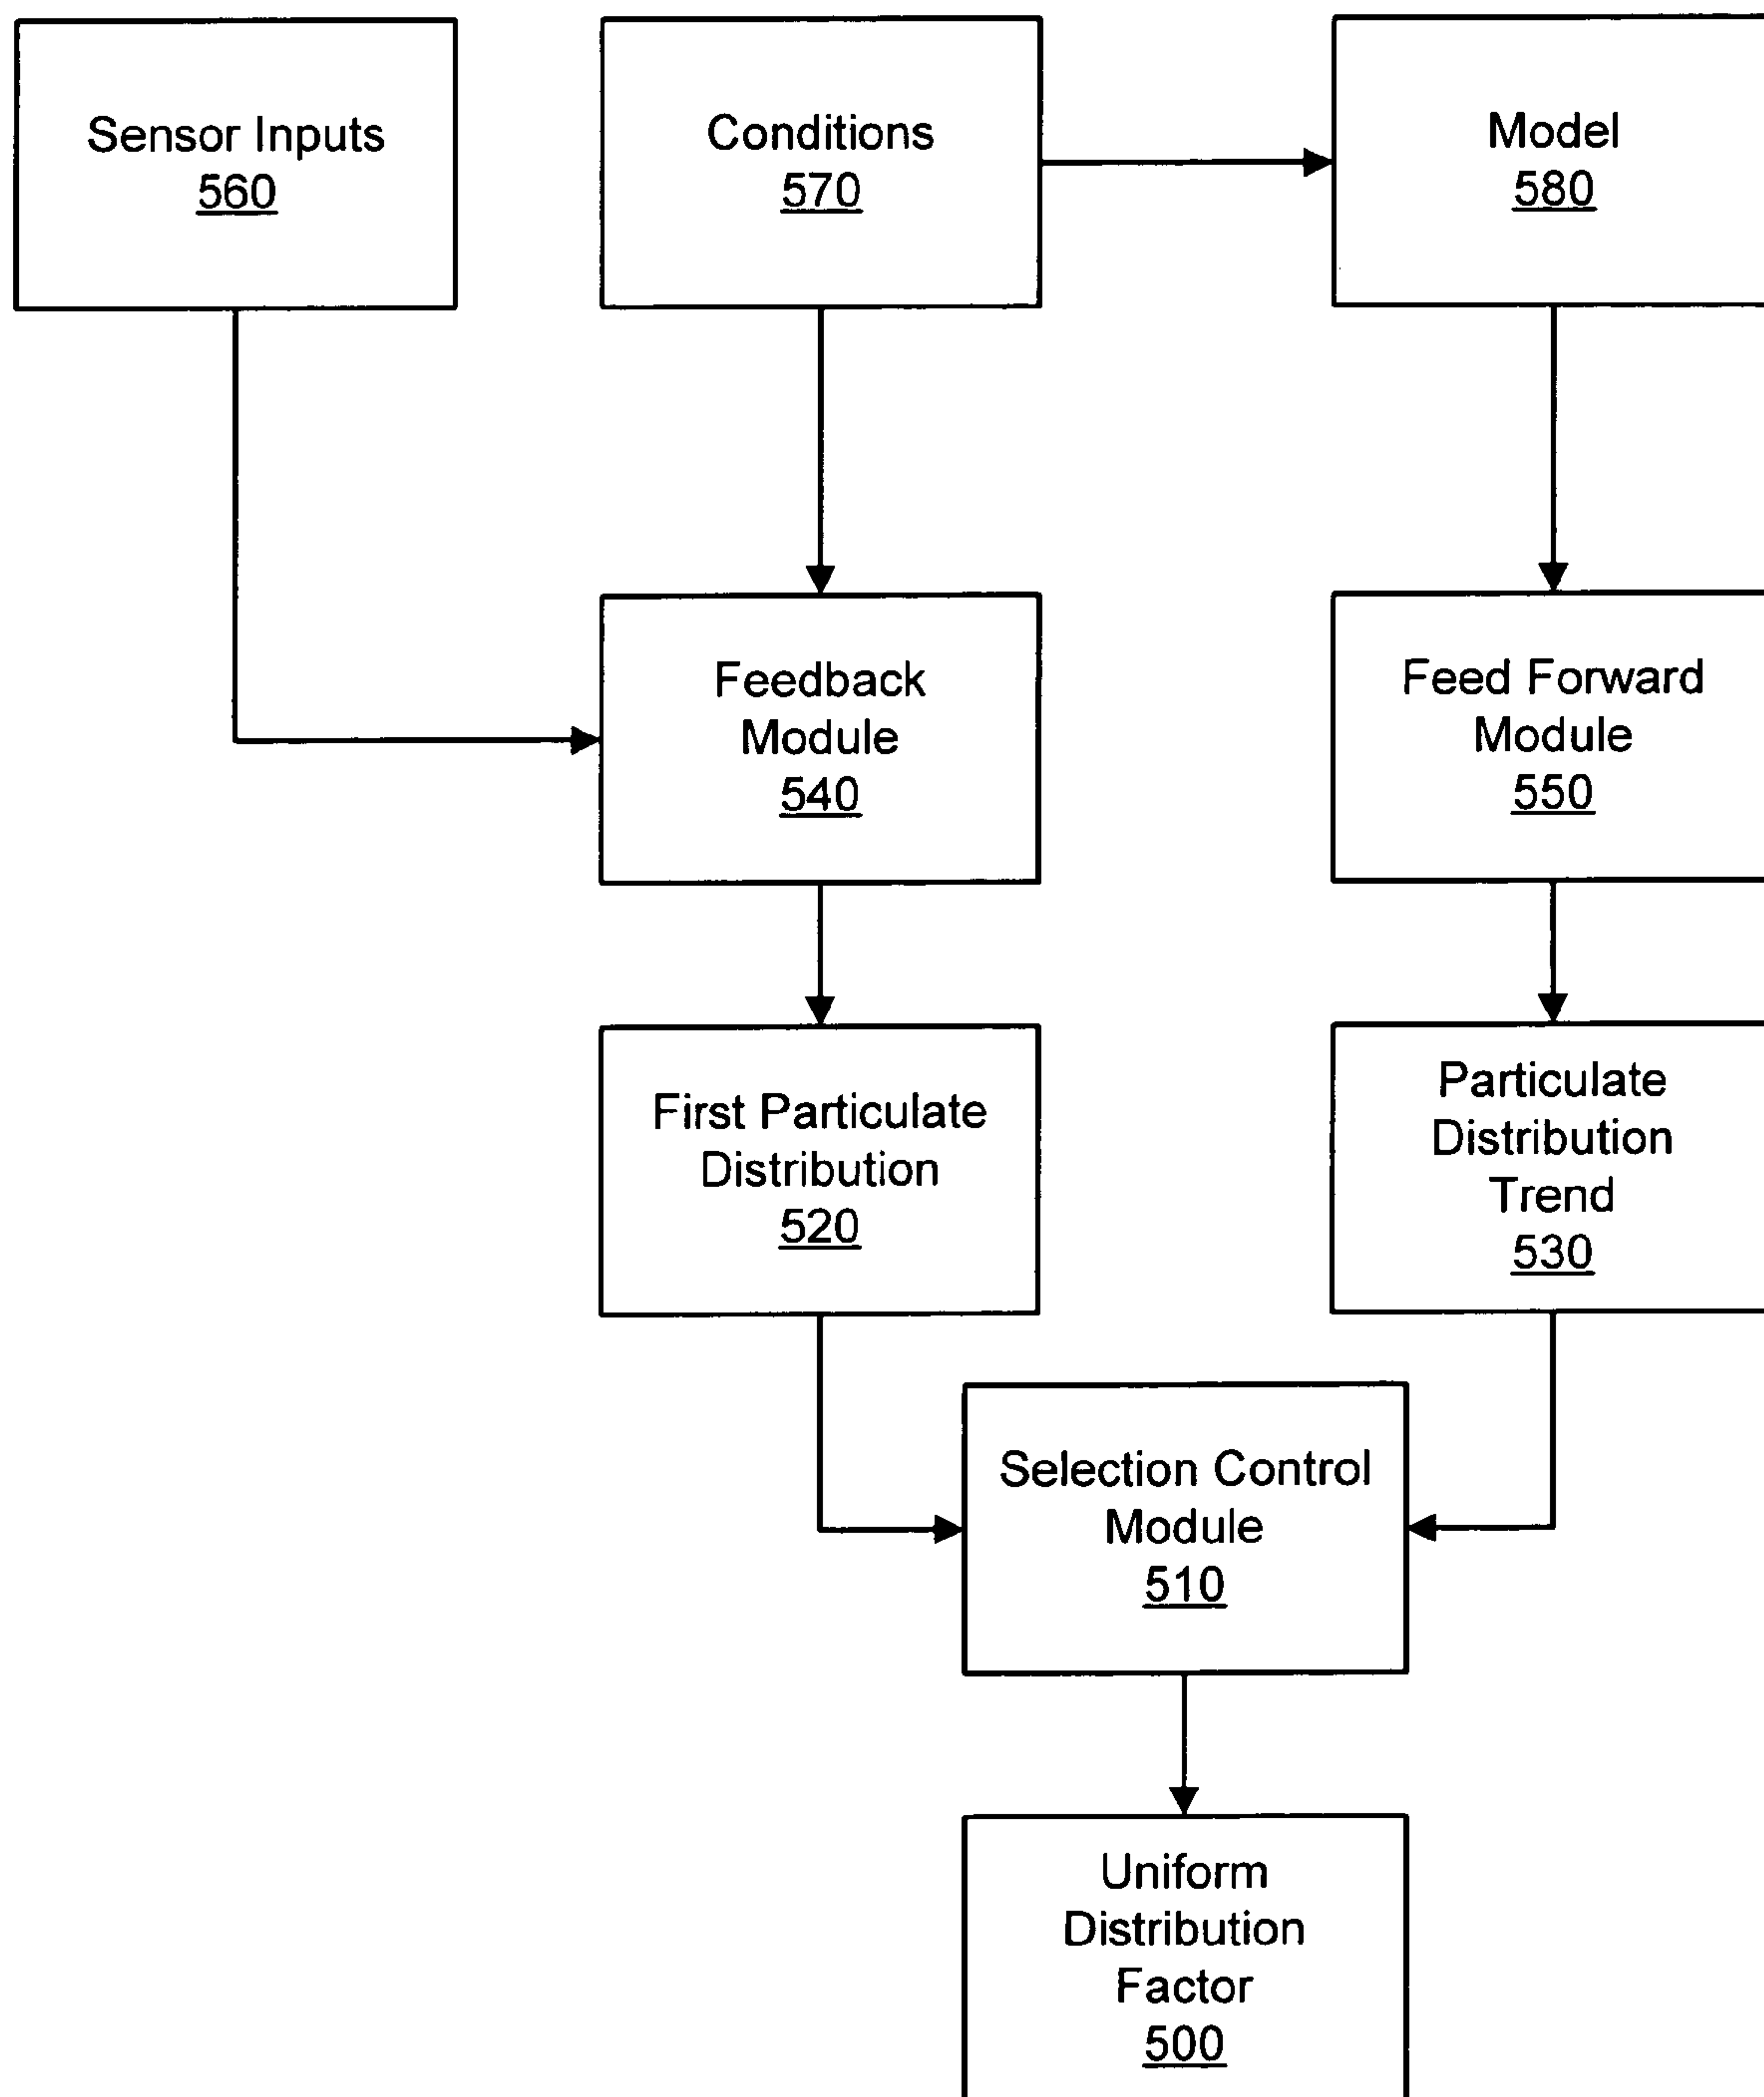 Sensor Inputs
560
Conditions
570
Model
580
Feedback
Module
540
Feed Forward
Module
550
First Particulate
Distribution
520
Particulate
Distribution
Trend
530
Selection Control
Module
510
Uniform
Distribution
Factor
500